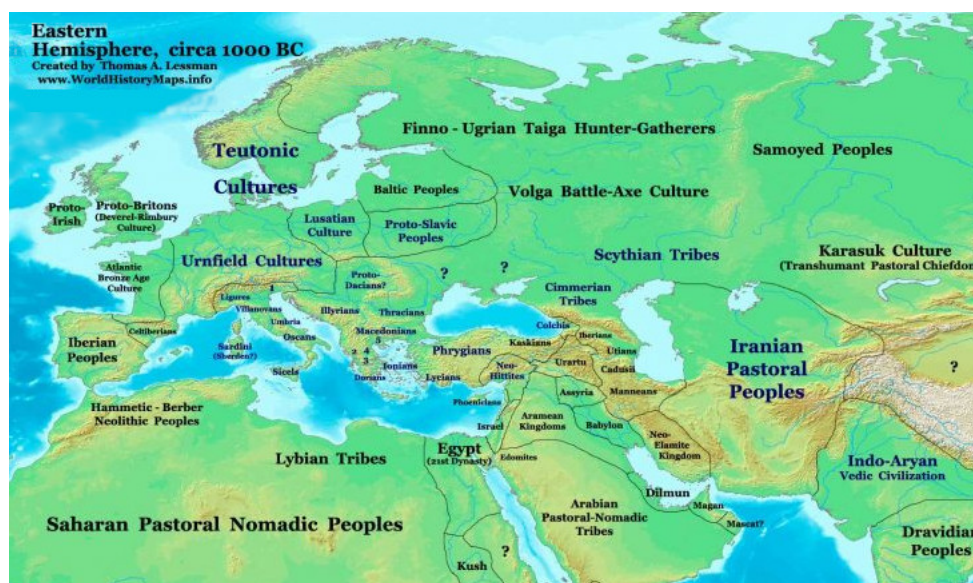 Eastern
Hemisphere, circa 1000 BC
Created by Thomas A. Lessman
www.WorldHistoryMaps.info
Finno - Ugrian Taiga Hunter-Gatherers
Samoyed Peoples
Teutonic
Cultures
Baltic Peoples
Volga Battle-Axe Culture
Proto-
Irish
Proto-Britons
(Deverel-Rimbury
Culture)
Lusatian
Culture
Proto-Slavic
Peoples
Scythian Tribes
Karasuk Culture
(Transhumant Pastoral Chiefdom
Atlantic
Bronze Age
Culture
Urnfield Cultures
Proto-
Dacians?
?
?
Cimmerian
Tribes
1
Ligures
Villanovans
Umbria
Oscans
Illyrians
Thracians
Macedonians
5
Colchis
Iberians
Kaskians
Celtiberians
Iberian
Peoples
Sardini
(Sherden?)
Sicels
2
4
3
Ionians
Dorians
Phrygians
Lycians
Neo-
Hittites
Urartu
Utians
Cadusii
Manneans
Iranian
Pastoral
Peoples
?
Hammetic - Berber
Neolithic Peoples
Phoenicians
Assyria
Aramean
Kingdoms
Babylon
Israel
Neo-
Elamite
Kingdom
Lybian Tribes
Egypt
(21st Dynasty)
Edomites
Indo-Aryan
Vedic Civilization
Dilmun
Magan
Mascat?
Arabian
Pastoral-Nomadic
Tribes
Saharan Pastoral Nomadic Peoples
Dravidian
Peoples
Kush
?